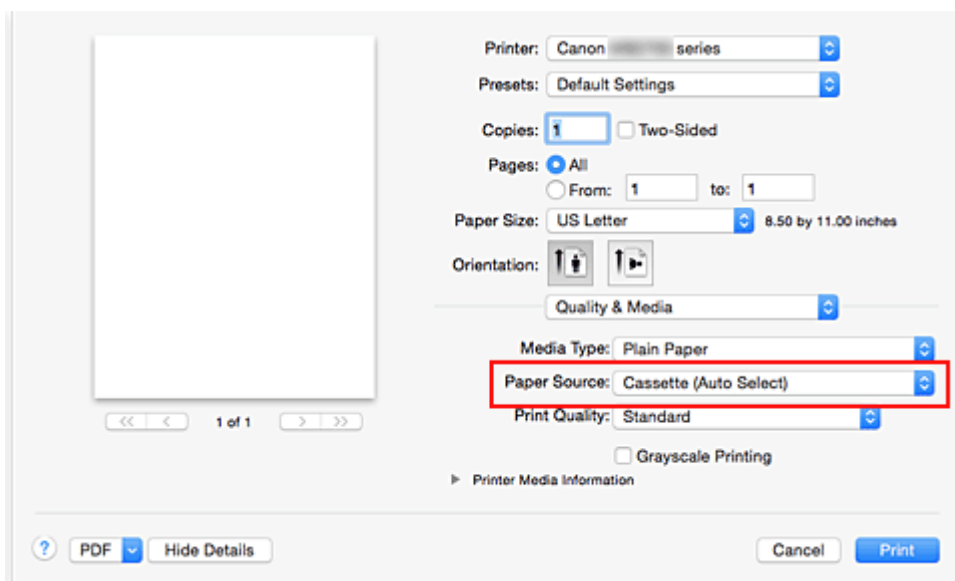 Printer: Canon series
Presets: Default Settings
Copies: 1 Two-Sided
Pages: All
From: 1 to: 1
Paper Size: US Letter 8.50 by 11.00 inches
Orientation:
Quality & Media
Media Type: Plain Paper
Paper Source: Cassette (Auto Select)
Print Quality: Standard
Grayscale Printing
Printer Media Information
<< < 1 of 1 > >>
? PDF Hide Details Cancel Print